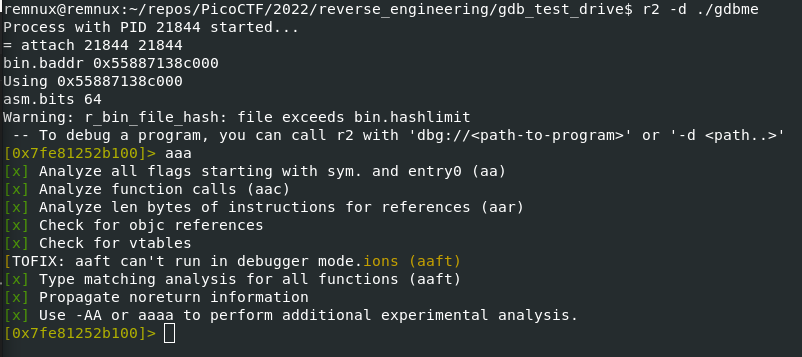 remnux@remnux:~/repos/PicoCTF/2022/reverse_engineering/gdb_test_drive$ r2 -d ./gdbme
Process with PID 21844 started...
= attach 21844 21844
bin.baddr 0x55887138c000
Using 0x55887138c000
asm.bits 64
Warning: r_bin_file_hash: file exceeds bin.hashlimit
 -- To debug a program, you can call r2 with 'dbg://<path-to-program>' or '-d <path..>'
[0x7fe81252b100]> aaa
[x] Analyze all flags starting with sym. and entry0 (aa)
[x] Analyze function calls (aac)
[x] Analyze len bytes of instructions for references (aar)
[x] Check for objc references
[x] Check for vtables
[TOFIX: aaft can't run in debugger mode.ions (aaft)
[x] Type matching analysis for all functions (aaft)
[x] Propagate noreturn information
[x] Use -AA or aaaa to perform additional experimental analysis.
[0x7fe81252b100]>